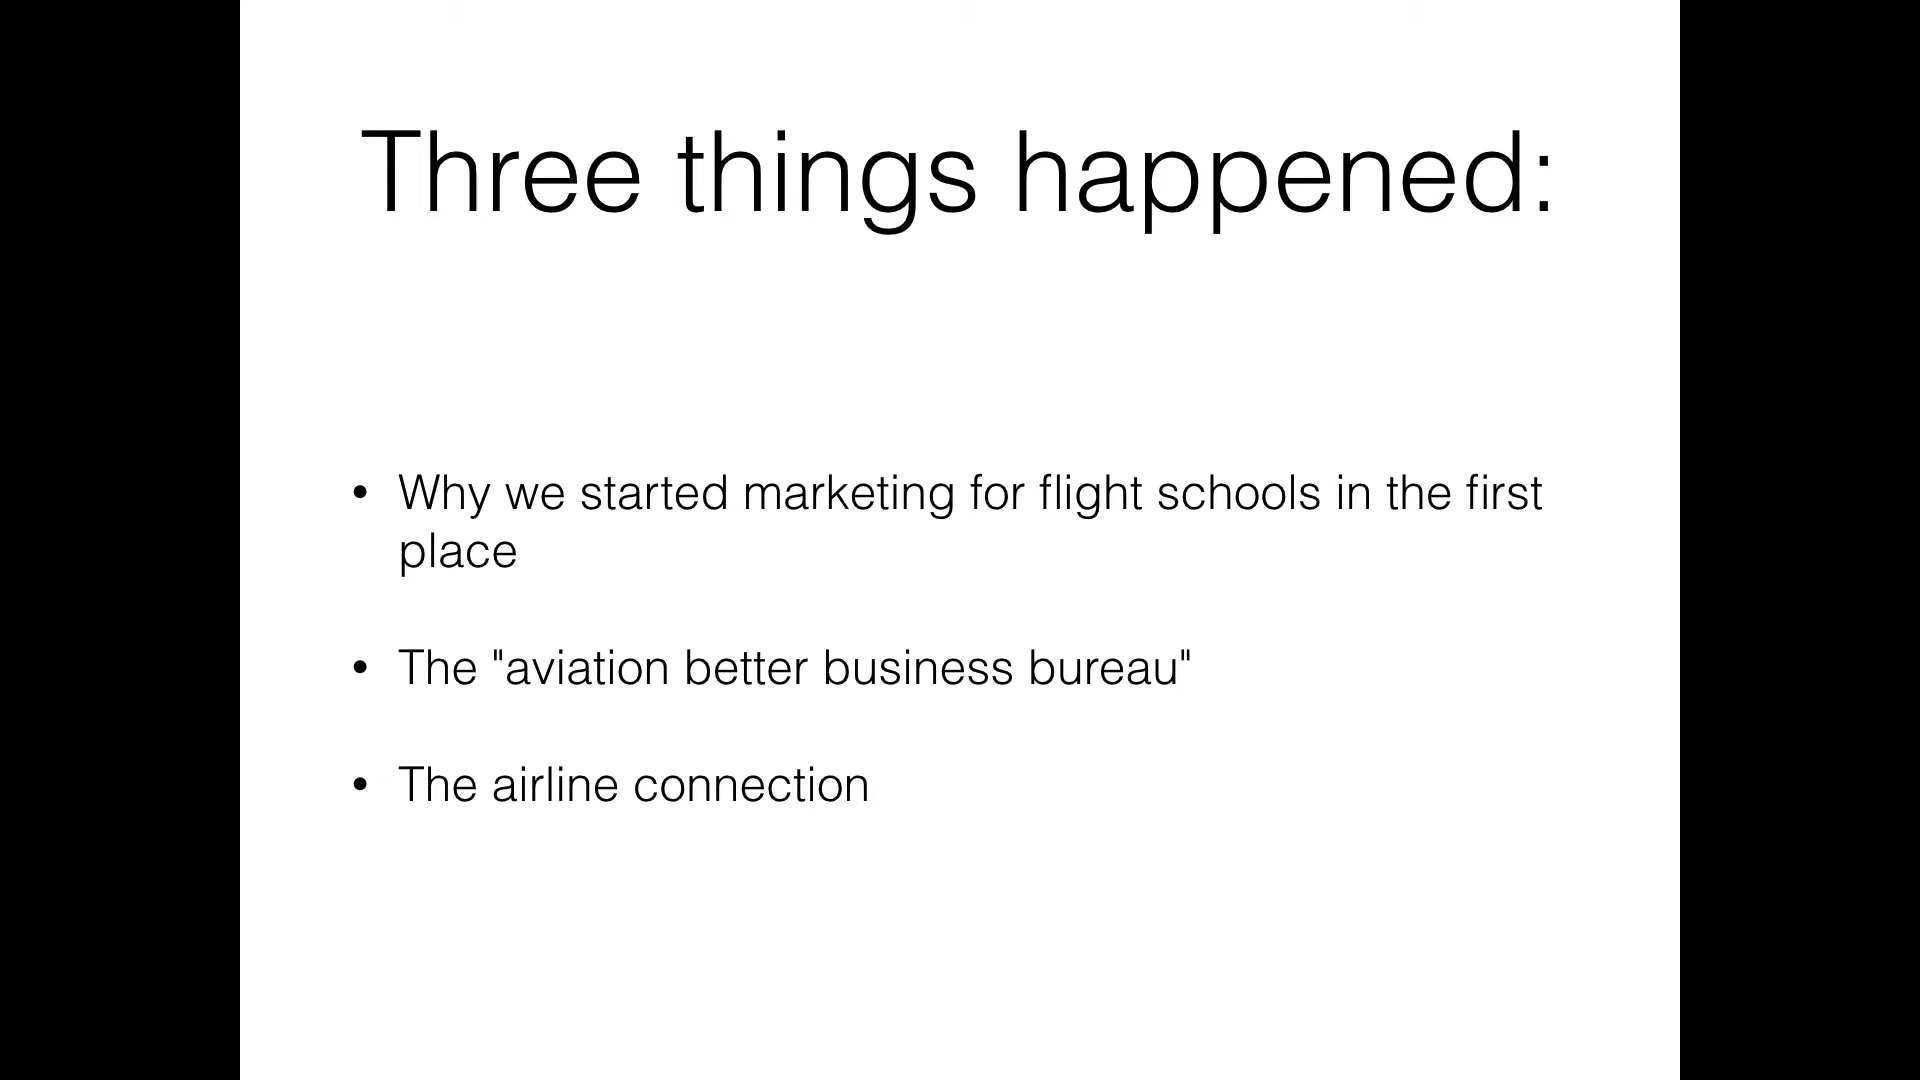 Three things happened:
• Why we started marketing for flight schools in the first
place
• The "aviation better business bureau"
• The airline connection